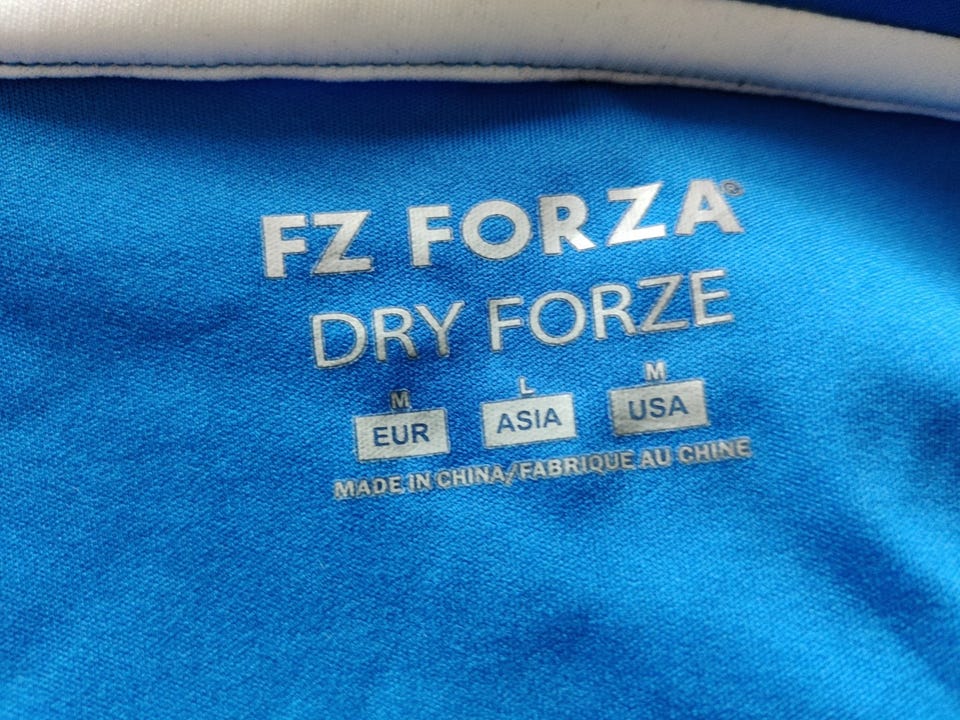 FZ FORZA®
DRY FORZE
M L M
EUR ASIA USA
MADE IN CHINA/FABRIQUE AU CHINE